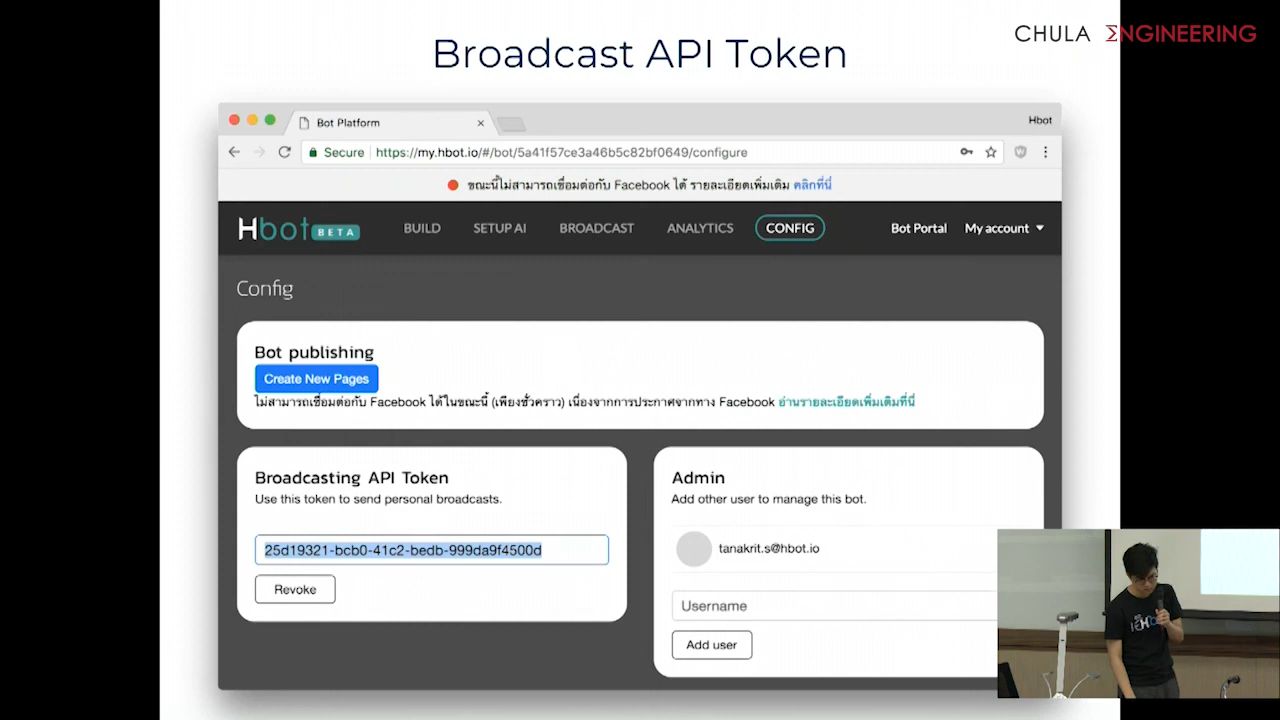 CHULA ENGINEERING
Broadcast API Token
Bot Platform
Hbot
Secure https://my.hbot.io/#/bot/5a41f57ce3a46b5c82bf0649/configure
ขณะนี้ไม่สามารถเชื่อมต่อกับ Facebook ได้ รายละเอียดเพิ่มเติม คลิกที่นี่
Hbot BETA BUILD SETUP AI BROADCAST ANALYTICS CONFIG Bot Portal My account
Config
Bot publishing
Create New Pages
ไม่สามารถเชื่อมต่อกับ Facebook ได้ในขณะนี้ (เพียงชั่วคราว) เนื่องจากการประกาศจากทาง Facebook อ่านรายละเอียดเพิ่มเติมที่นี่
Broadcasting API Token
Use this token to send personal broadcasts.
25d19321-bcb0-41c2-bedb-999da9f4500d
Revoke
Admin
Add other user to manage this bot.
tanakrit.s@hbot.io
Username
Add user